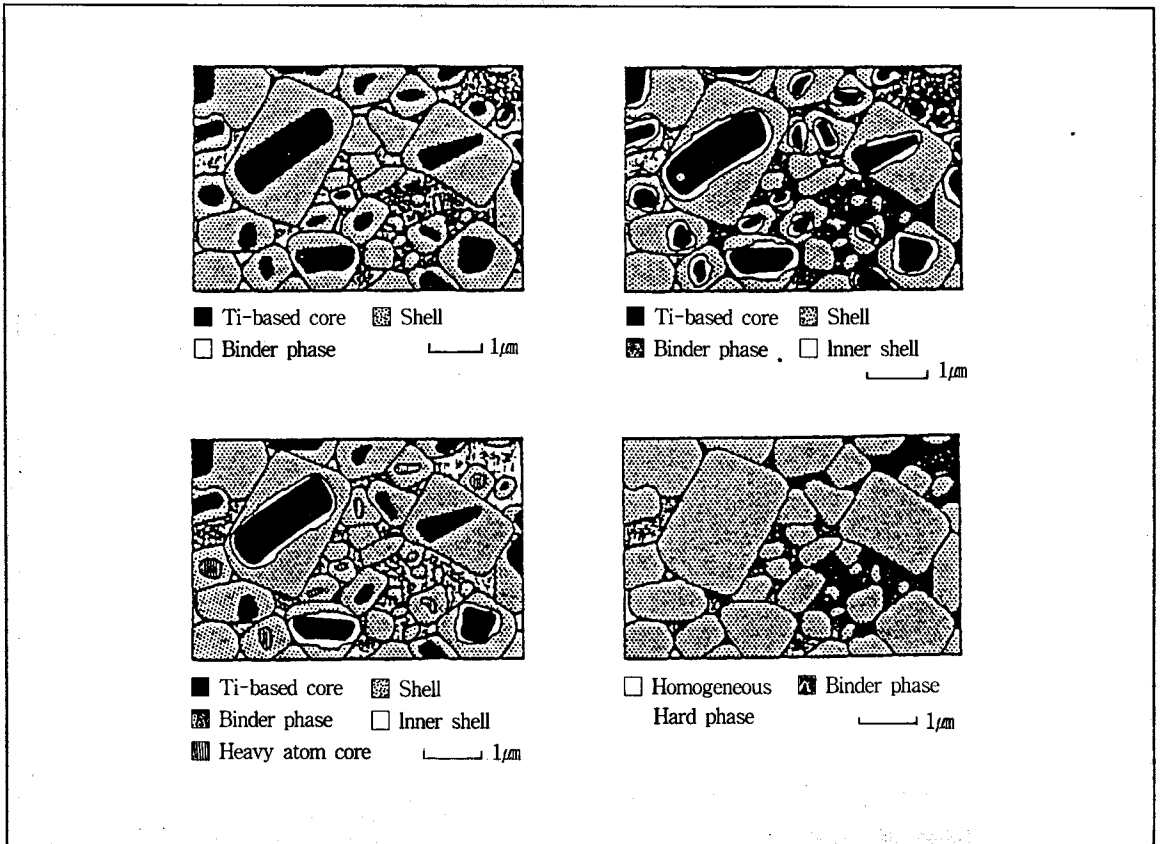 Ti-based core Shell
Binder phase 1μm
Ti-based core Shell
Binder phase Inner shell
1μm
Ti-based core Shell
Binder phase Inner shell
Heavy atom core 1μm
Homogeneous Binder phase
Hard phase 1μm